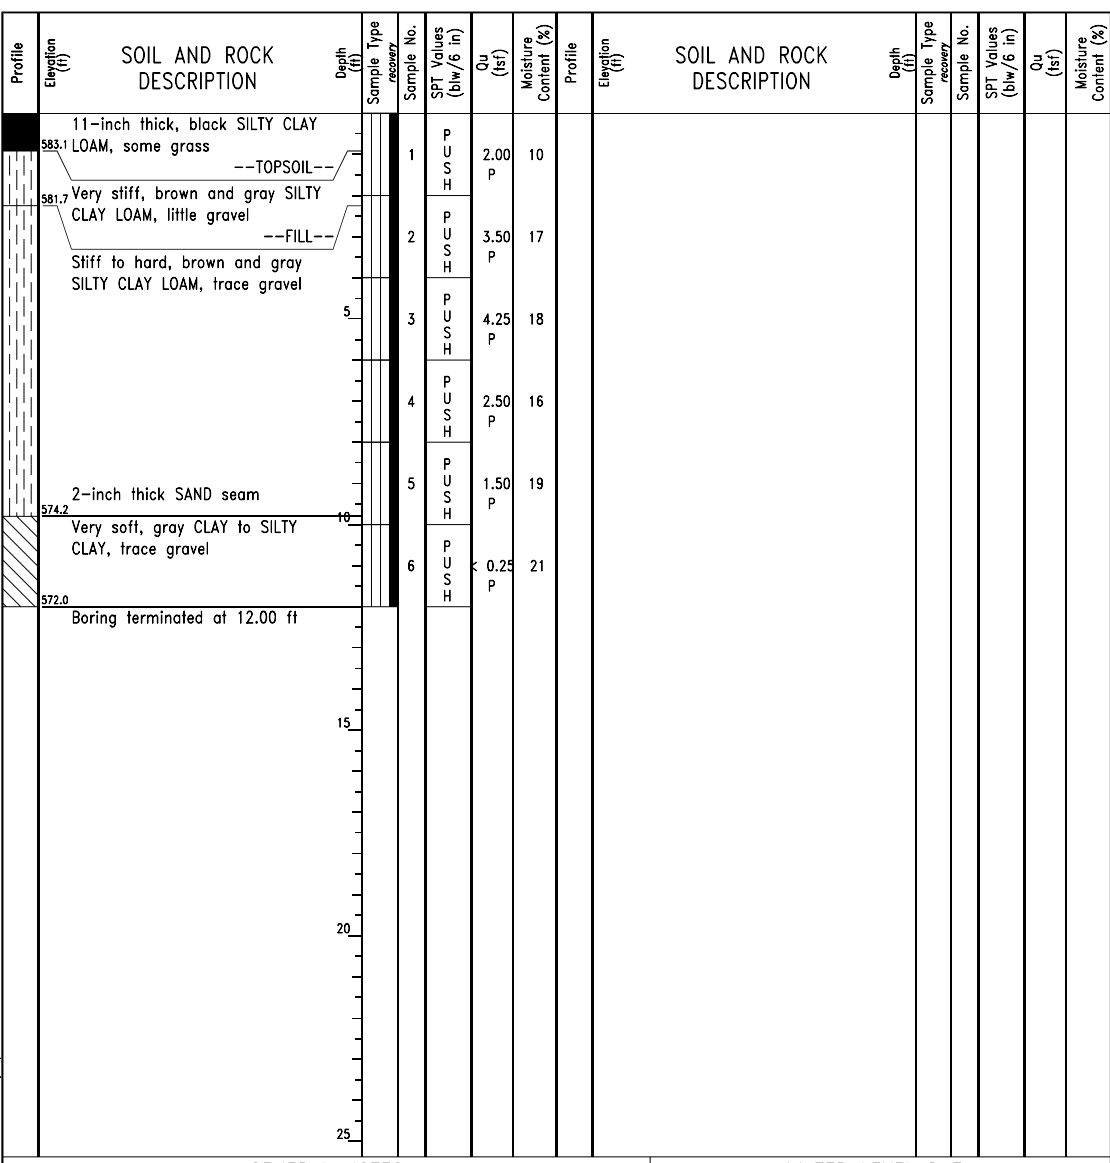 Profile
Elevation
(ft)
SOIL AND ROCK
DESCRIPTION
Depth
(ft)
Sample Type
recovery
Sample No.
SPT Values
(blw/6 in)
Qu
(tsf)
Moisture
Content (%)
Profile
Elevation
(ft)
SOIL AND ROCK
DESCRIPTION
Depth
(ft)
Sample Type
recovery
Sample No.
SPT Values
(blw/6 in)
Qu
(tsf)
Moisture
Content (%)
11-inch thick, black SILTY CLAY
583.1 LOAM, some grass
--TOPSOIL--
1
PUSH
2.00
P
10
581.7 Very stiff, brown and gray SILTY
CLAY LOAM, little gravel
--FILL--
2
PUSH
3.50
P
17
Stiff to hard, brown and gray
SILTY CLAY LOAM, trace gravel
5
3
PUSH
4.25
P
18
4
PUSH
2.50
P
16
5
PUSH
1.50
P
19
2-inch thick SAND seam
574.2
10
Very soft, gray CLAY to SILTY
CLAY, trace gravel
6
PUSH
< 0.25
P
21
572.0
Boring terminated at 12.00 ft
15
20
25